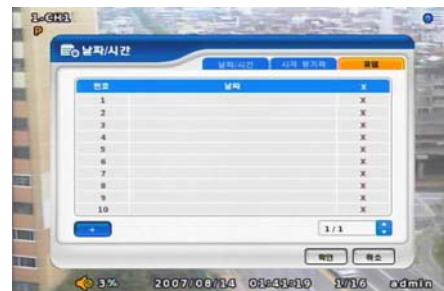 1-CH1
P
날짜/시간
날짜/시간 시각 동기화 휴일
번호 날짜 X
1 X
2 X
3 X
4 X
5 X
6 X
7 X
8 X
9 X
10 X
+ 1 / 1
확인 취소
3% 2007/08/14 01:41:19 1/16 admin